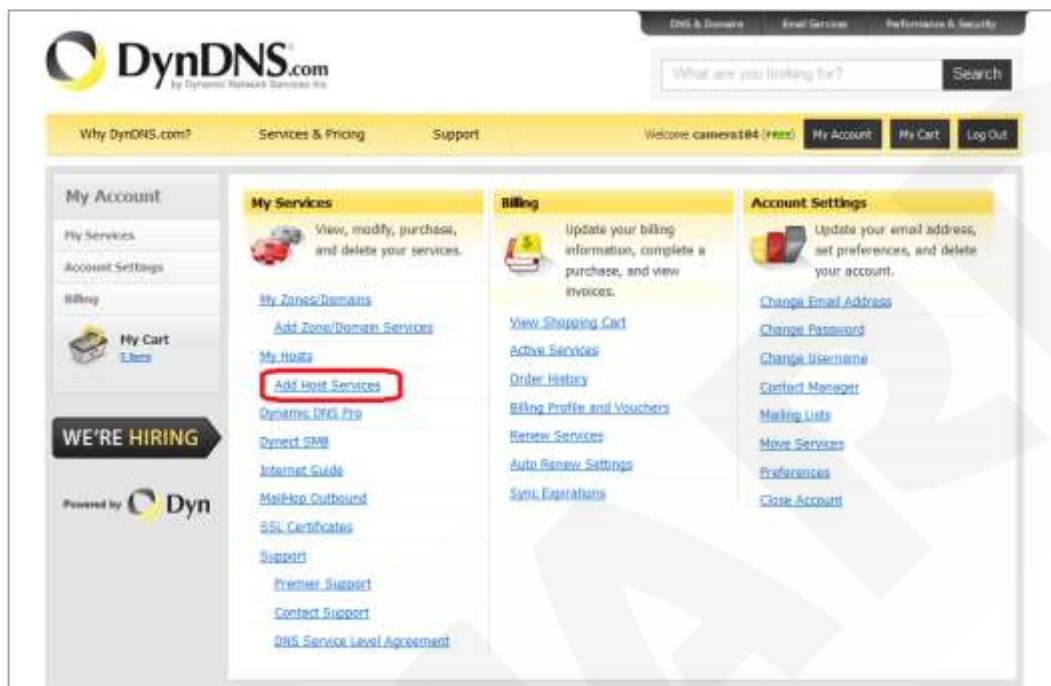 DNS & Domains Email Services Performance & Security
DynDNS.com
by Dynamic Network Services Inc.
What are you looking for? Search
Why DynDNS.com? Services & Pricing Support Welcome camera184 (FREE) My Account My Cart Log Out
My Account
My Services
Account Settings
Billing
My Cart
items
WE'RE HIRING
Powered by Dyn
My Services
View, modify, purchase,
and delete your services.
My Zones/Domains
Add Zone/Domain Services
My Hosts
Add Host Services
Dynamic DNS Pro
Dynect SMB
Internet Guide
MailHop Outbound
SSL Certificates
Support
Premier Support
Contact Support
DNS Service Level Agreement
Billing
Update your billing
information, complete a
purchase, and view
invoices.
View Shopping Cart
Active Services
Order History
Billing Profile and Vouchers
Renew Services
Auto Renew Settings
Sync Expirations
Account Settings
Update your email address,
set preferences, and delete
your account.
Change Email Address
Change Password
Change Username
Contact Manager
Mailing Lists
Move Services
Preferences
Close Account